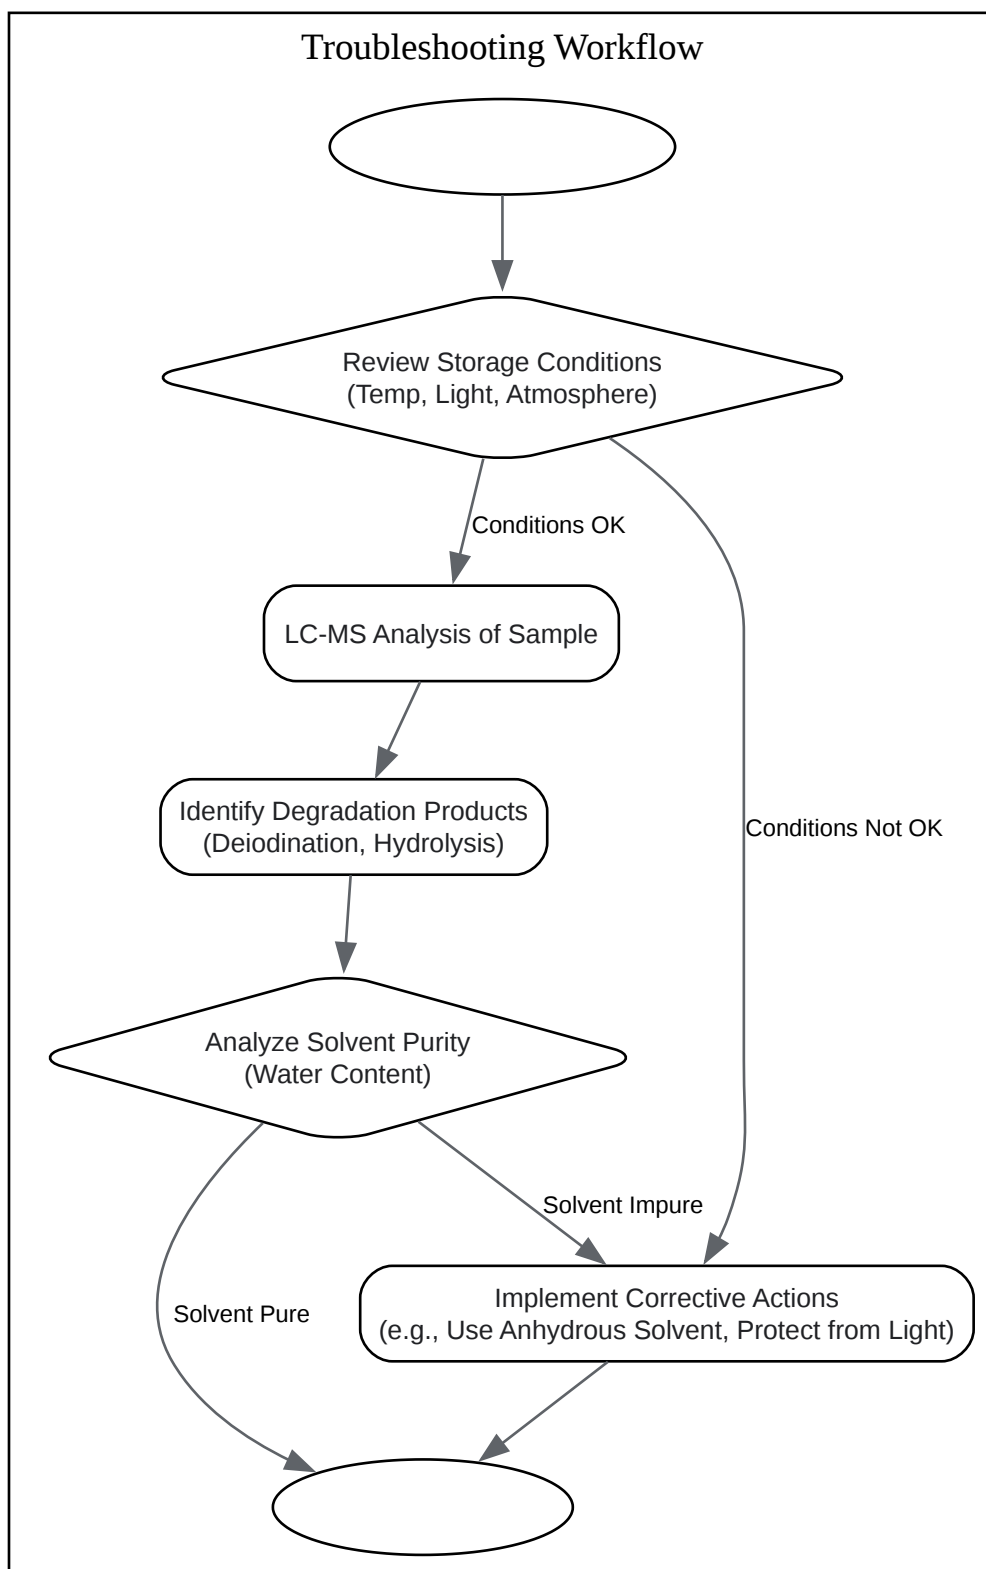 Troubleshooting Workflow
Review Storage Conditions
(Temp, Light, Atmosphere)
Conditions OK
LC-MS Analysis of Sample
Identify Degradation Products
(Deiodination, Hydrolysis)
Conditions Not OK
Analyze Solvent Purity
(Water Content)
Solvent Impure
Solvent Pure
Implement Corrective Actions
(e.g., Use Anhydrous Solvent, Protect from Light)